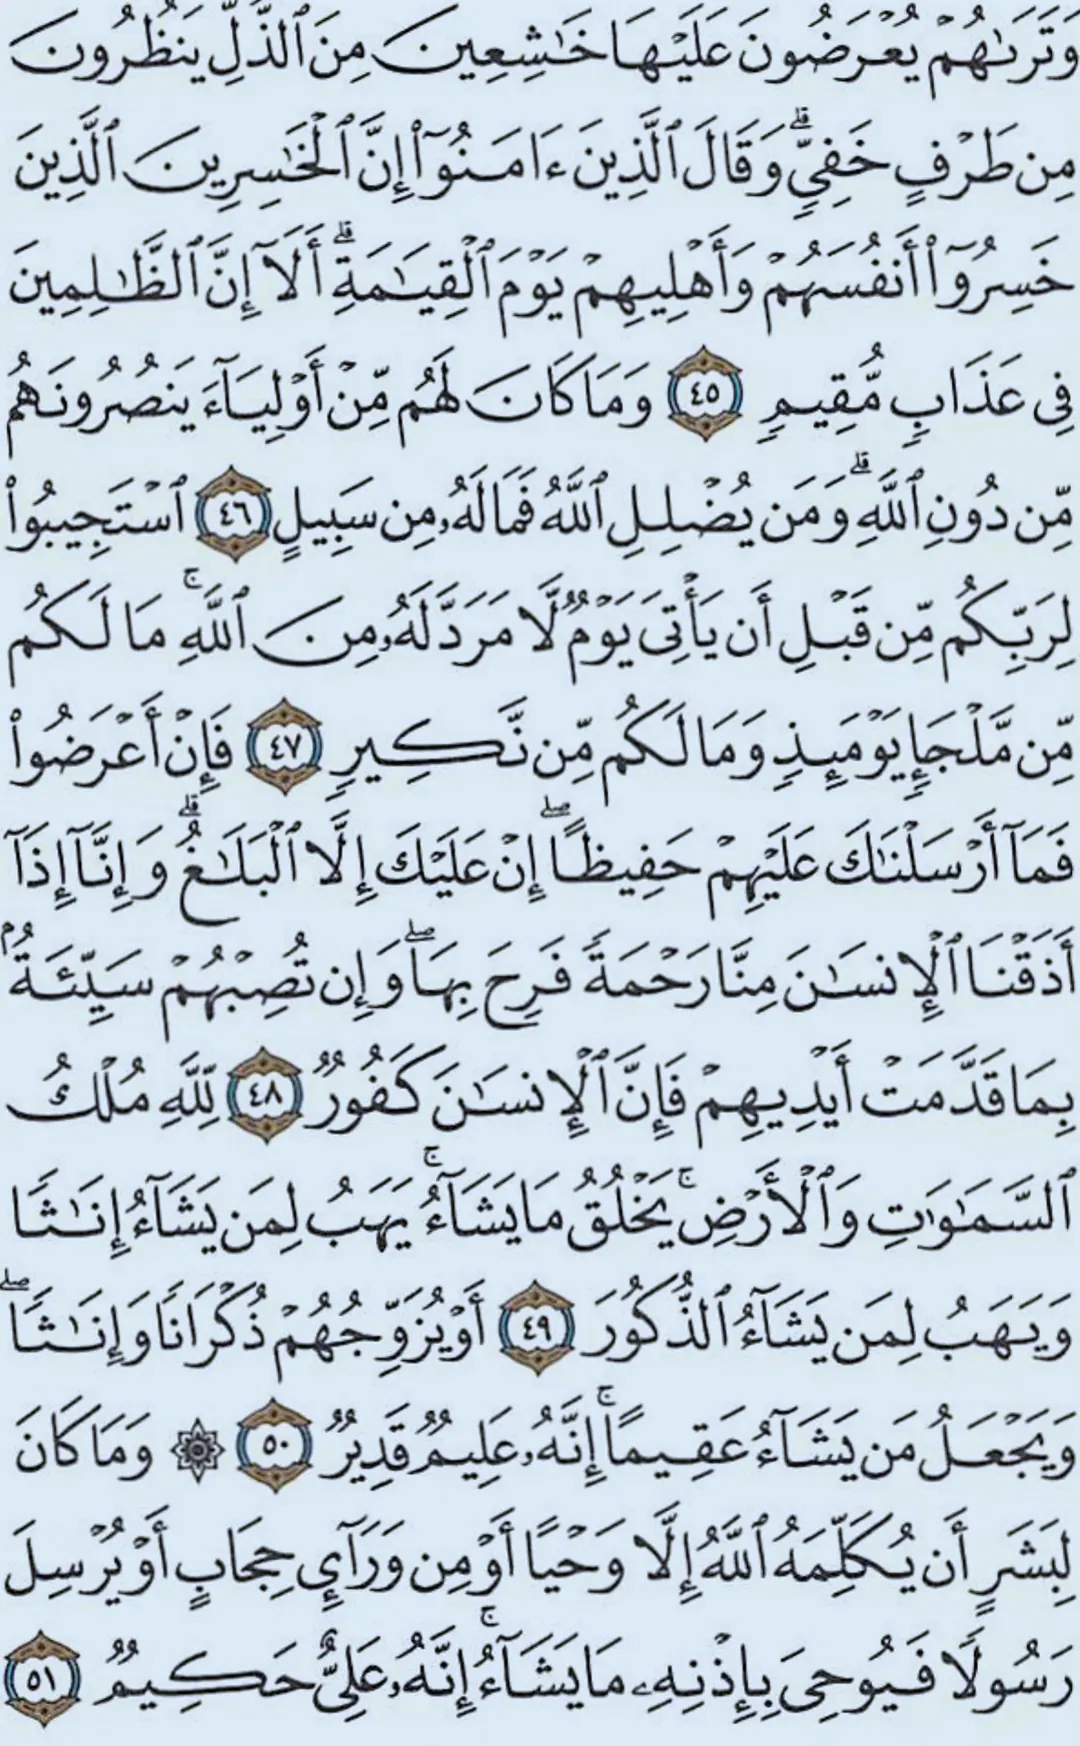 وَتَرَىٰهُمْ يُعْرَضُونَ عَلَيْهَا خَٰشِعِينَ مِنَ ٱلذُّلِّ يَنظُرُونَ
مِن طَرْفٍ خَفِىٍّۗ وَقَالَ ٱلَّذِينَ ءَامَنُوٓا۟ إِنَّ ٱلْخَٰسِرِينَ ٱلَّذِينَ
خَسِرُوٓا۟ أَنفُسَهُمْ وَأَهْلِيهِمْ يَوْمَ ٱلْقِيَٰمَةِۗ أَلَآ إِنَّ ٱلظَّٰلِمِينَ
فِى عَذَابٍ مُّقِيمٍ ٤٥ وَمَا كَانَ لَهُم مِّنْ أَوْلِيَآءَ يَنصُرُونَهُم
مِّن دُونِ ٱللَّهِۗ وَمَن يُضْلِلِ ٱللَّهُ فَمَا لَهُۥ مِن سَبِيلٍ ٤٦ ٱسْتَجِيبُوا۟
لِرَبِّكُم مِّن قَبْلِ أَن يَأْتِىَ يَوْمٌ لَّا مَرَدَّ لَهُۥ مِنَ ٱللَّهِۚ مَا لَكُم
مِّن مَّلْجَإٍ يَوْمَئِذٍ وَمَا لَكُم مِّن نَّكِيرٍ ٤٧ فَإِنْ أَعْرَضُوا۟
فَمَآ أَرْسَلْنَٰكَ عَلَيْهِمْ حَفِيظًاۖ إِنْ عَلَيْكَ إِلَّا ٱلْبَلَٰغُۗ وَإِنَّآ إِذَآ
أَذَقْنَا ٱلْإِنسَٰنَ مِنَّا رَحْمَةً فَرِحَ بِهَاۖ وَإِن تُصِبْهُمْ سَيِّئَةٌۢ
بِمَا قَدَّمَتْ أَيْدِيهِمْ فَإِنَّ ٱلْإِنسَٰنَ كَفُورٌ ٤٨ لِّلَّهِ مُلْكُ
ٱلسَّمَٰوَٰتِ وَٱلْأَرْضِۚ يَخْلُقُ مَا يَشَآءُۚ يَهَبُ لِمَن يَشَآءُ إِنَٰثًا
وَيَهَبُ لِمَن يَشَآءُ ٱلذُّكُورَ ٤٩ أَوْ يُزَوِّجُهُمْ ذُكْرَانًا وَإِنَٰثًاۖ
وَيَجْعَلُ مَن يَشَآءُ عَقِيمًاۚ إِنَّهُۥ عَلِيمٌ قَدِيرٌ ٥٠ ۞ وَمَا كَانَ
لِبَشَرٍ أَن يُكَلِّمَهُ ٱللَّهُ إِلَّا وَحْيًا أَوْ مِن وَرَآئِ حِجَابٍ أَوْ يُرْسِلَ
رَسُولًا فَيُوحِىَ بِإِذْنِهِۦ مَا يَشَآءُۚ إِنَّهُۥ عَلِىٌّ حَكِيمٌ ٥١